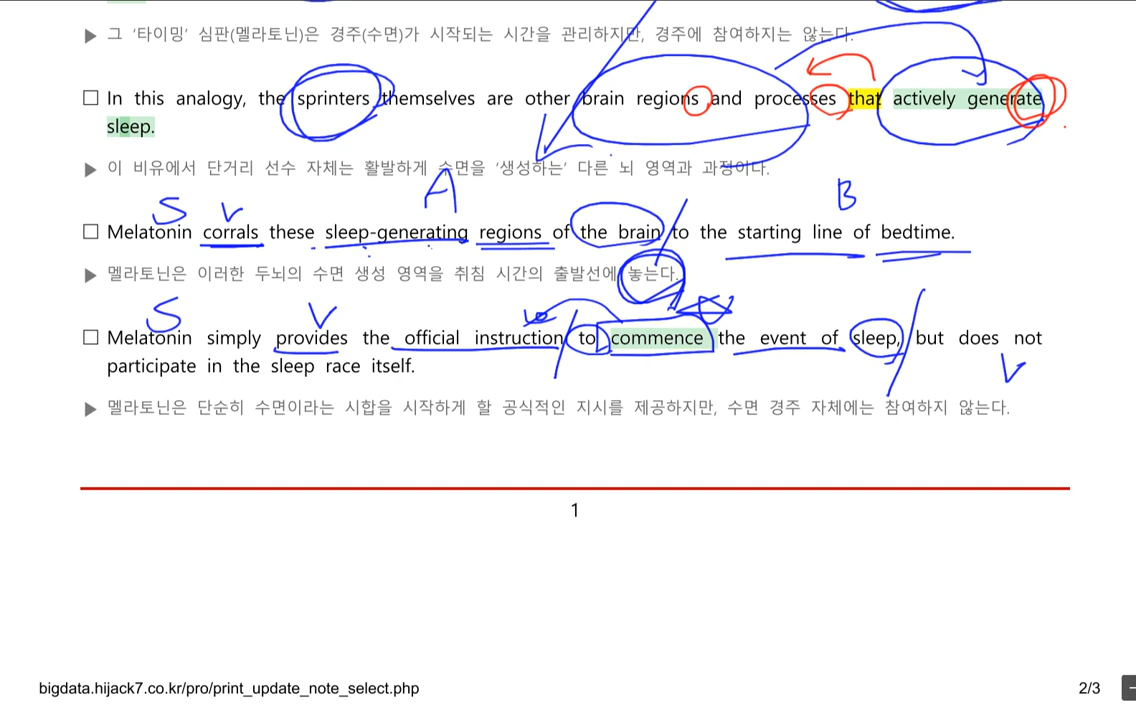 ▶ 그 '타이밍' 심판(멜라토닌)은 경주(수면)가 시작되는 시간을 관리하지만, 경주에 참여하지는 않는다.
□ In this analogy, the sprinters themselves are other brain regions and processes that actively generate
sleep.
▶ 이 비유에서 단거리 선수 자체는 활발하게 수면을 '생성하는' 다른 뇌 영역과 과정이다.
S V A B
□ Melatonin corrals these sleep-generating regions of the brain to the starting line of bedtime.
▶ 멜라토닌은 이러한 두뇌의 수면 생성 영역을 취침 시간의 출발선에 놓는다.
S V
□ Melatonin simply provides the official instruction to commence the event of sleep, but does not
participate in the sleep race itself.
V
▶ 멜라토닌은 단순히 수면이라는 시합을 시작하게 할 공식적인 지시를 제공하지만, 수면 경주 자체에는 참여하지 않는다.
1
bigdata.hijack7.co.kr/pro/print_update_note_select.php 2/3